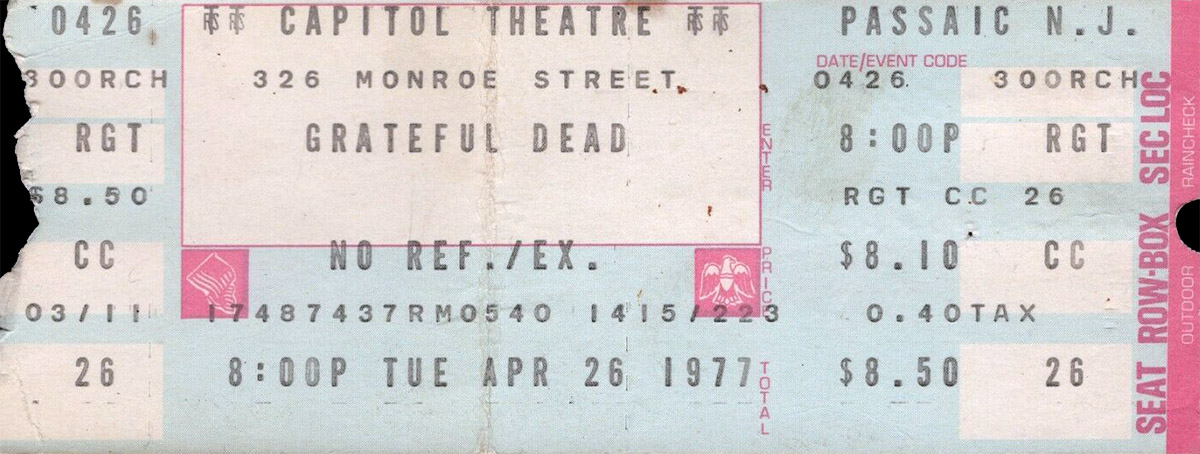 0426 CAPITOL THEATRE PASSAIC N.J.
DATE/EVENT CODE
300RCH 326 MONROE STREET 0426 300RCH
RGT GRATEFUL DEAD 8:00P RGT
ENTER
$8.50 RGT CC 26
CC NO REF./EX. $8.10 CC
PRICE
03/11 17487437RM0540 1415/223 0.40TAX
26 8:00P TUE APR 26 1977 $8.50 26
TOTAL
SEAT ROW-BOX SEC LOC
OUTDOOR RAINCHECK